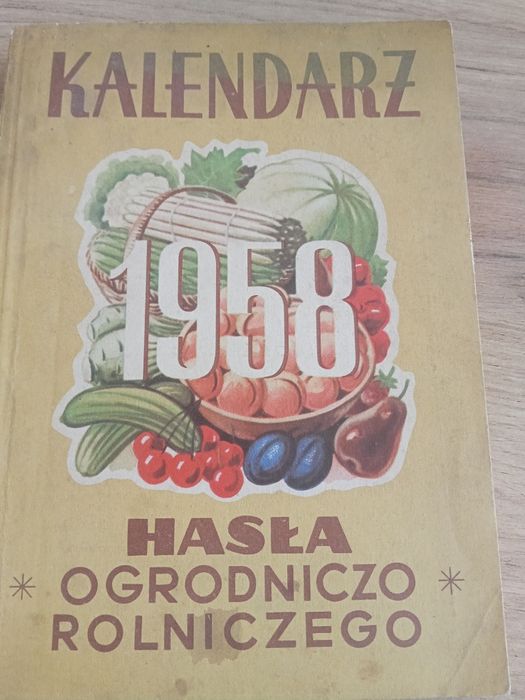 KALENDARZ
1958
HASŁA
* OGRODNICZO *
ROLNICZEGO